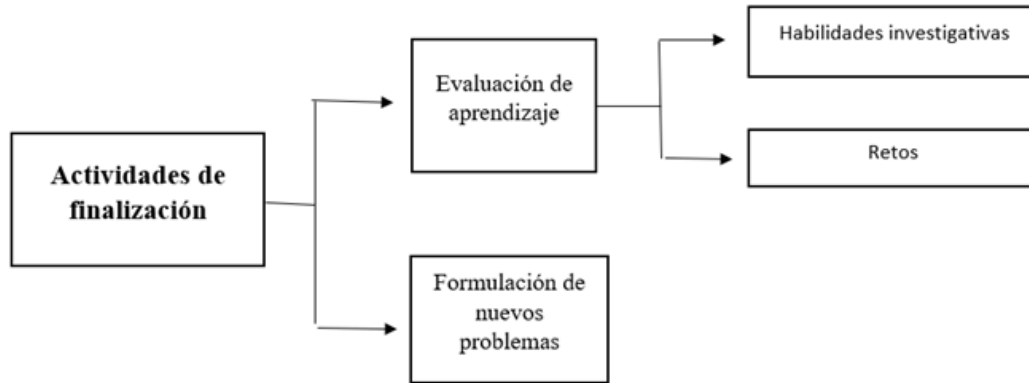 Actividades de
finalización
Evaluación de
aprendizaje
Habilidades investigativas
Retos
Formulación de
nuevos
problemas